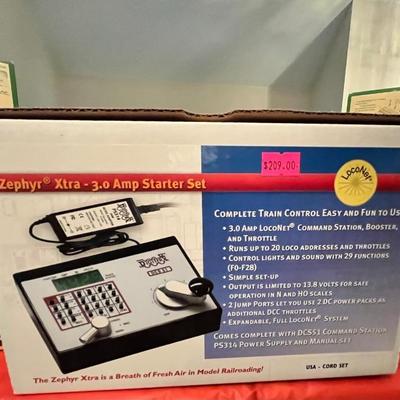 $209.00
LocoNet®
Zephyr® Xtra - 3.0 Amp Starter Set
Complete Train Control Easy and Fun to Us
• 3.0 Amp LocoNet® Command Station, Booster, and Throttle
• Runs up to 20 loco addresses and throttles
• Control lights and sound with 29 functions (F0-F28)
• Simple set-up
• Output is limited to 13.8 volts for safe operation in N and HO scales
• 2 Jump Ports let you use 2 DC power packs as additional DCC throttles
• Expandable, Full LocoNet® System
Comes complete with DCS51 Command Station
PS314 Power Supply and Manual set
The Zephyr Xtra is a Breath of Fresh Air in Model Railroading!
USA - Cord Set